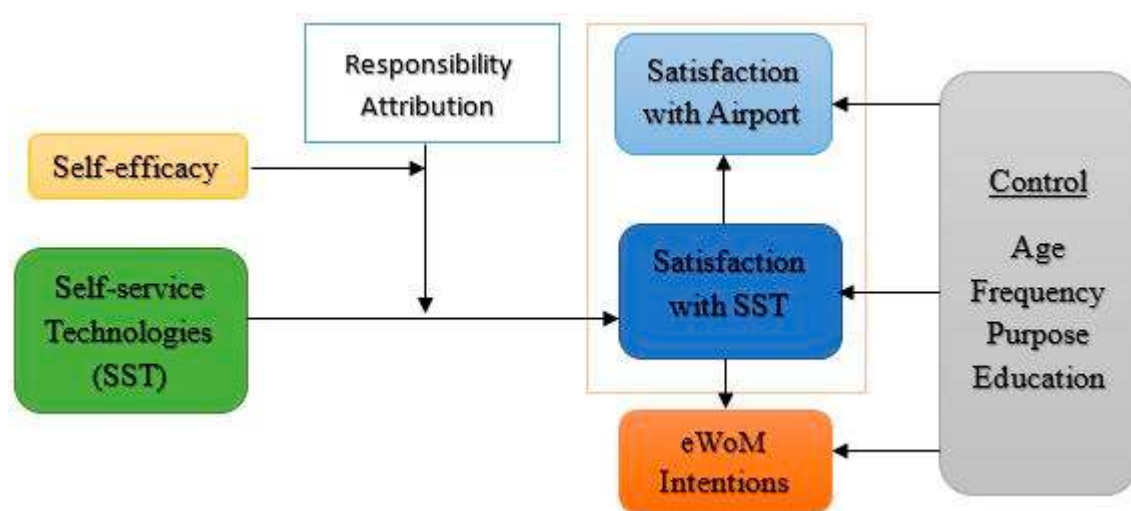 Responsibility
Attribution
Self-efficacy
Self-service
Technologies
(SST)
Satisfaction
with Airport
Satisfaction
with SST
eWoM
Intentions
Control
Age
Frequency
Purpose
Education